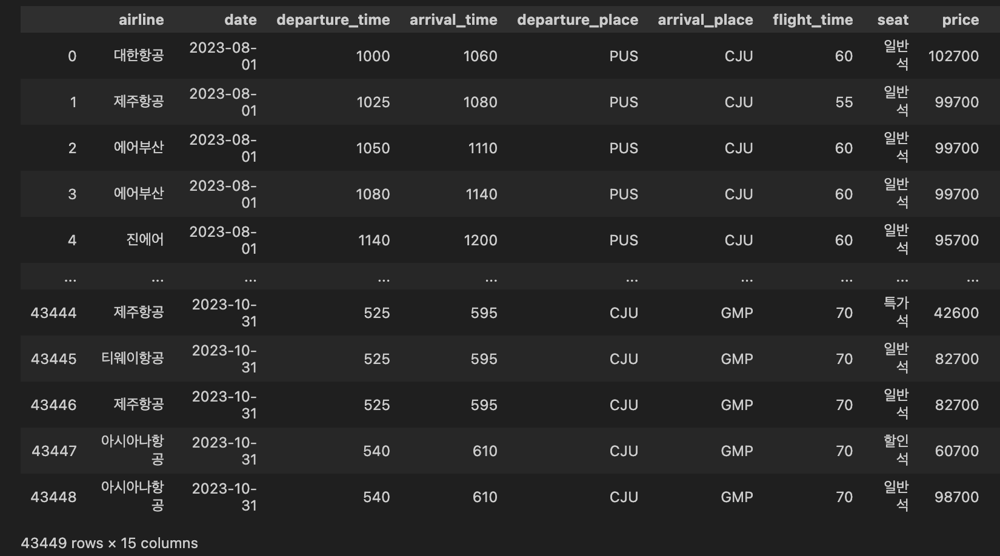 airline date departure_time arrival_time departure_place arrival_place flight_time seat price
0 대한항공 2023-08-01 1000 1060 PUS CJU 60 일반석 102700
1 제주항공 2023-08-01 1025 1080 PUS CJU 55 일반석 99700
2 에어부산 2023-08-01 1050 1110 PUS CJU 60 일반석 99700
3 에어부산 2023-08-01 1080 1140 PUS CJU 60 일반석 99700
4 진에어 2023-08-01 1140 1200 PUS CJU 60 일반석 95700
... ... ... ... ... ... ... ... ... ...
43444 제주항공 2023-10-31 525 595 CJU GMP 70 특가석 42600
43445 티웨이항공 2023-10-31 525 595 CJU GMP 70 일반석 82700
43446 제주항공 2023-10-31 525 595 CJU GMP 70 일반석 82700
43447 아시아나항공 2023-10-31 540 610 CJU GMP 70 할인석 60700
43448 아시아나항공 2023-10-31 540 610 CJU GMP 70 일반석 98700
43449 rows × 15 columns